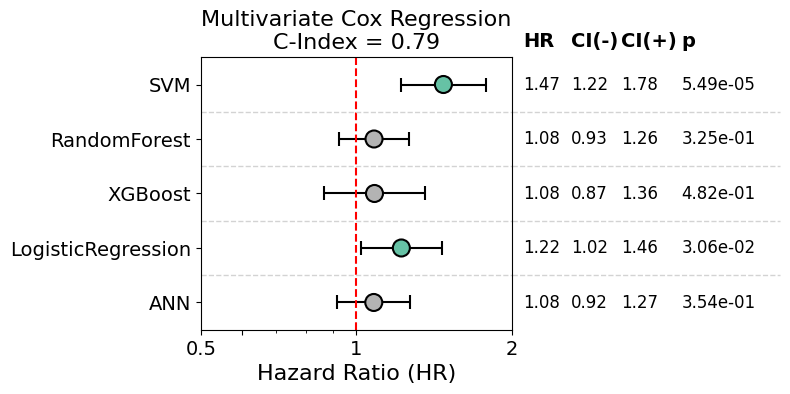 Multivariate Cox Regression
C-Index = 0.79
HR CI(-) CI(+) p
SVM 1.47 1.22 1.78 5.49e-05
RandomForest 1.08 0.93 1.26 3.25e-01
XGBoost 1.08 0.87 1.36 4.82e-01
LogisticRegression 1.22 1.02 1.46 3.06e-02
ANN 1.08 0.92 1.27 3.54e-01
0.5 1 2
Hazard Ratio (HR)